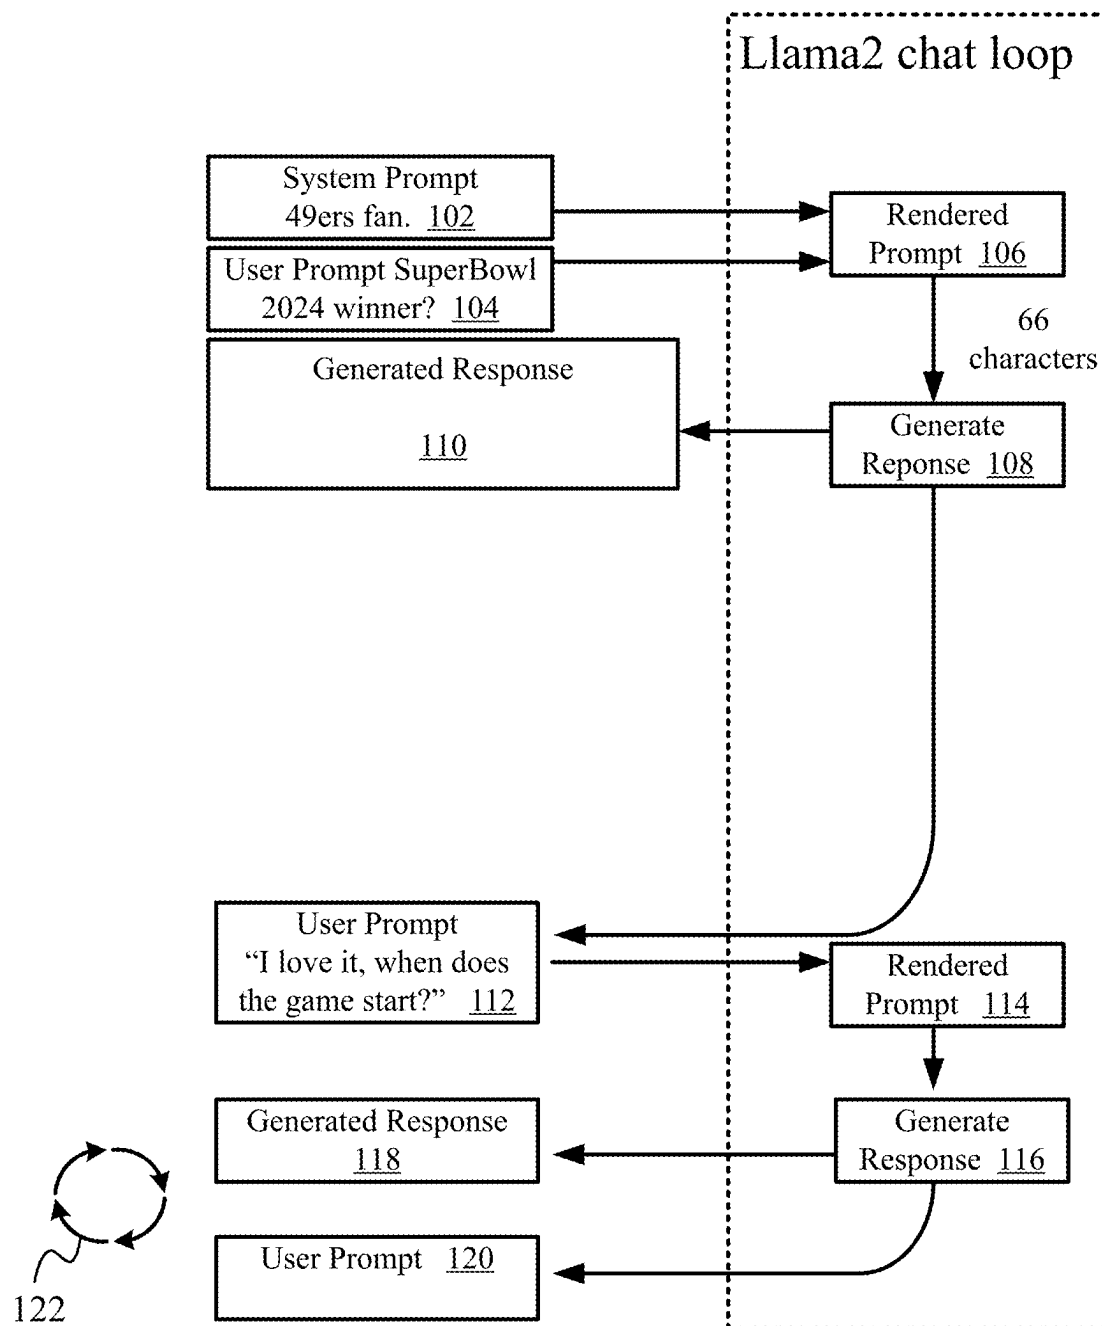 Llama2 chat loop
System Prompt
49ers fan. 102
User Prompt SuperBowl
2024 winner? 104
Rendered
Prompt 106
66
characters
Generated Response
110
Generate
Reponse 108
User Prompt
“I love it, when does
the game start?” 112
Rendered
Prompt 114
Generated Response
118
Generate
Response 116
User Prompt 120
122